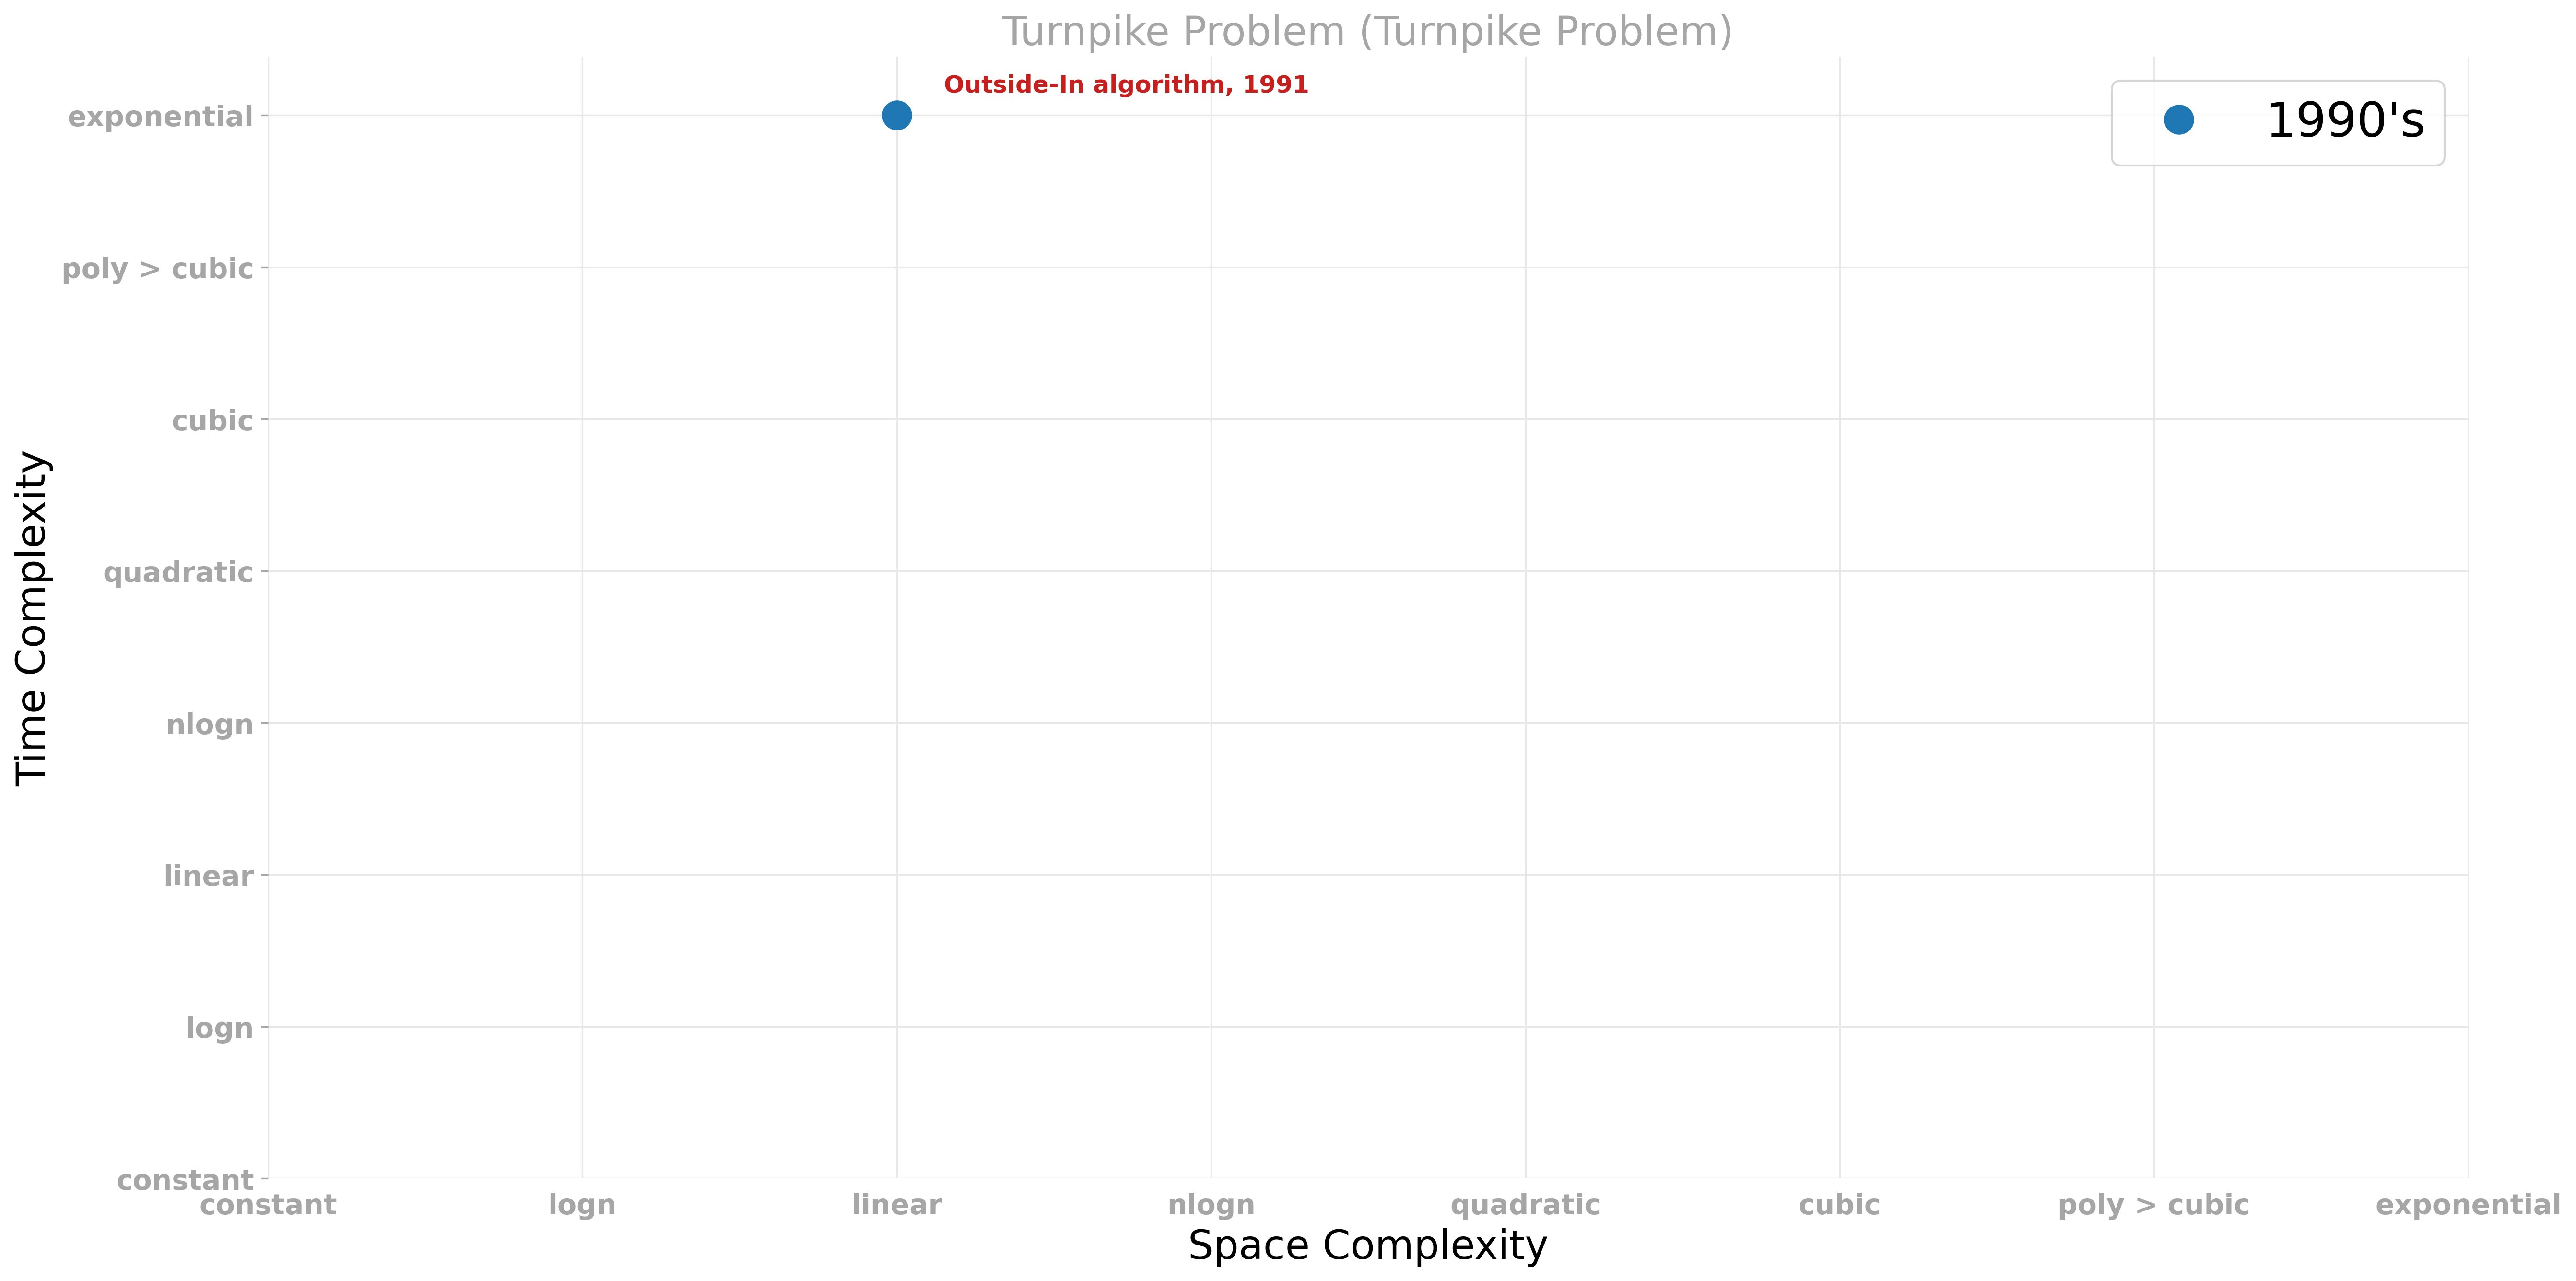 Turnpike Problem (Turnpike Problem)
Outside-In algorithm, 1991
1990's
Time Complexity
exponential
poly > cubic
cubic
quadratic
nlogn
linear
logn
constant
constant logn linear nlogn quadratic cubic poly > cubic exponential
Space Complexity